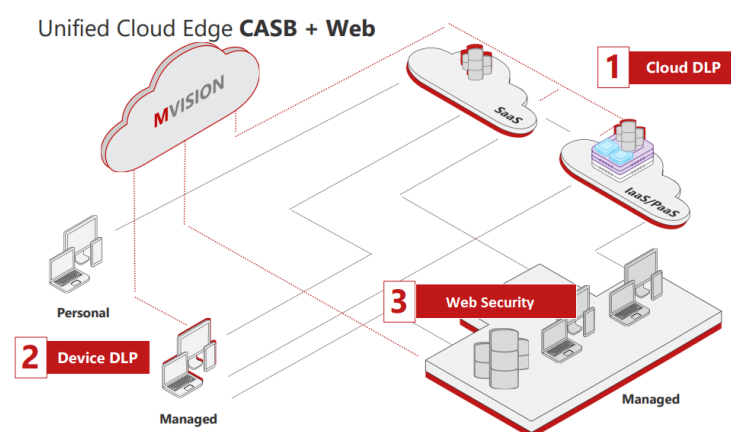 Unified Cloud Edge CASB + Web
MVISION
SaaS
1 Cloud DLP
IaaS/PaaS
Personal
3 Web Security
2 Device DLP
Managed
Managed